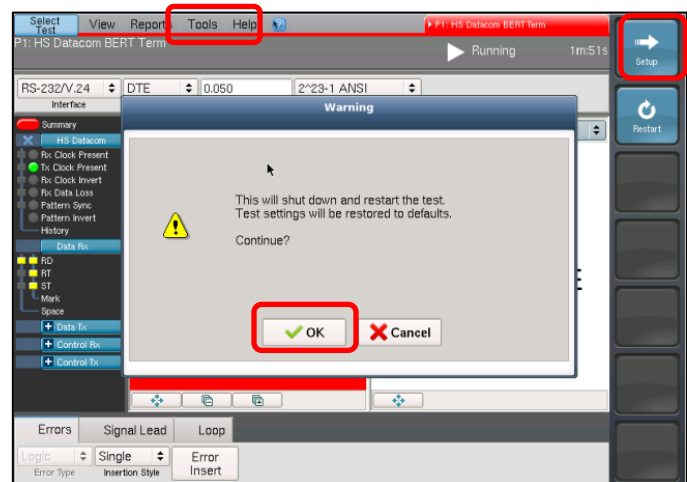 Select Test View Reports Tools Help
P1: HS Datacom BERT Term
P1: HS Datacom BERT Term
Running 1m:51s
Setup
RS-232/V.24 DTE 0.050 2^23-1 ANSI
Interface
Warning
Restart
Summary
HS Datacom
Rx Clock Present
Tx Clock Present
Rx Clock Invert
Rx Data Loss
Pattern Sync
Pattern Invert
History
Data Rx
RD
RT
ST
Mark
Space
Data Tx
Control Rx
Control Tx
This will shut down and restart the test.
Test settings will be restored to defaults.
Continue?
OK Cancel
Errors Signal Lead Loop
Logic Single Error Insert
Error Type Insertion Style